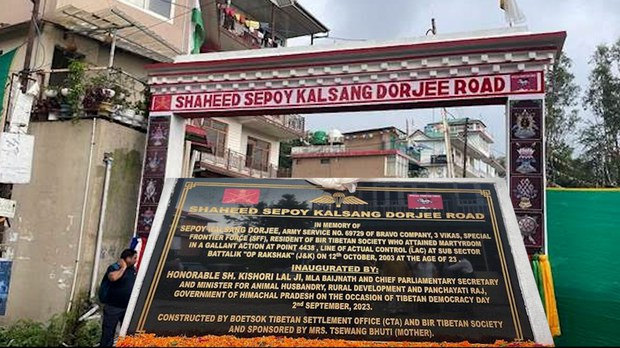 SHAHEED SEPOY KALSANG DORJEE ROAD
SHAHEED SEPOY KALSANG DORJEE ROAD
IN MEMORY OF
SEPOY KALSANG DORJEE, ARMY SERVICE NO. 69729 OF BRAVO COMPANY, 3 VIKAS, SPECIAL
FRONTIER FORCE (SFF), RESIDENT OF BIR TIBETAN SOCIETY WHO ATTAINED MARTYRDOM
IN A GALLANT ACTION AT POINT 4438, LINE OF ACTUAL CONTROL (LAC) AT SUB SECTOR
BATTALIK "OP RAKSHAK" (J&K) ON 12th OCTOBER, 2003 AT THE AGE OF 23
INAUGURATED BY:
HONORABLE SH. KISHORI LAL JI, MLA BAIJNATH AND CHIEF PARLIAMENTARY SECRETARY
AND MINISTER FOR ANIMAL HUSBANDRY, RURAL DEVELOPMENT AND PANCHAYATI RAJ,
GOVERNMENT OF HIMACHAL PRADESH ON THE OCCASION OF TIBETAN DEMOCRACY DAY
2nd SEPTEMBER, 2023.
CONSTRUCTED BY BOETSOK TIBETAN SETTLEMENT OFFICE (CTA) AND BIR TIBETAN SOCIETY
AND SPONSORED BY MRS. TSEWANG BHUTI (MOTHER).